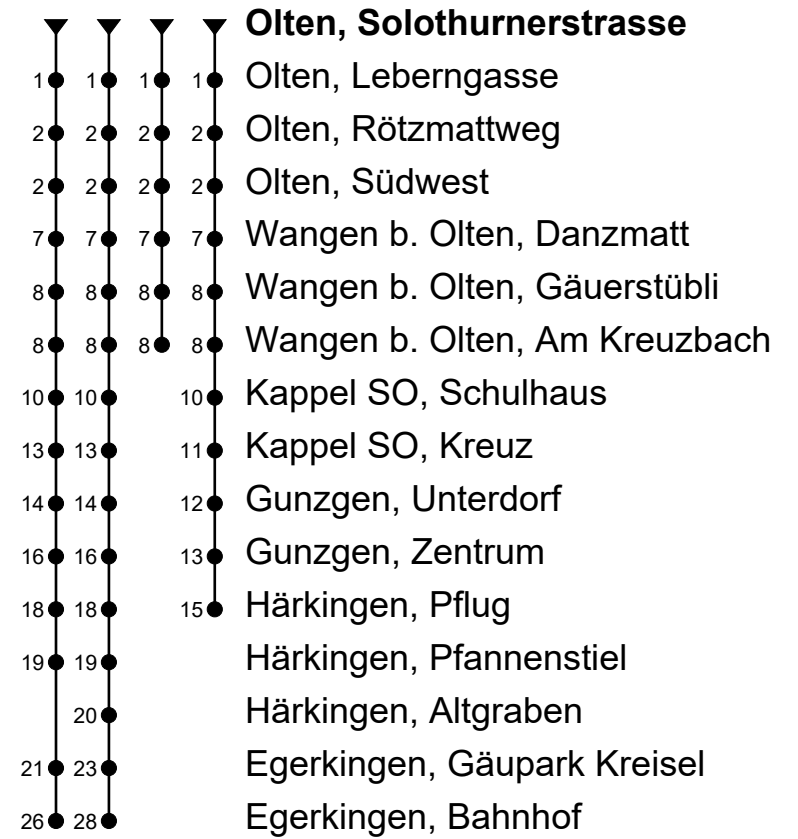 Olten, Solothurnerstrasse
1 1 1 1 Olten, Leberngasse
2 2 2 2 Olten, Rötzmattweg
2 2 2 2 Olten, Südwest
7 7 7 7 Wangen b. Olten, Danzmatt
8 8 8 8 Wangen b. Olten, Gäuerstübli
8 8 8 8 Wangen b. Olten, Am Kreuzbach
10 10 10 Kappel SO, Schulhaus
13 13 11 Kappel SO, Kreuz
14 14 12 Gunzgen, Unterdorf
16 16 13 Gunzgen, Zentrum
18 18 15 Härkingen, Pflug
19 19 Härkingen, Pfannenstiel
20 Härkingen, Altgraben
21 23 Egerkingen, Gäupark Kreisel
26 28 Egerkingen, Bahnhof